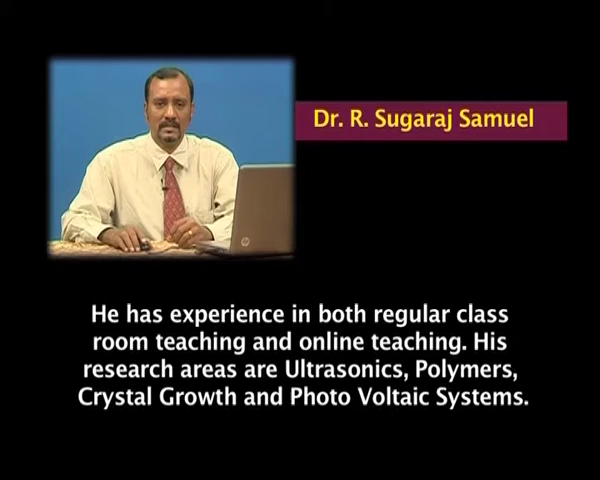 Dr. R. Sugaraj Samuel
He has experience in both regular class
room teaching and online teaching. His
research areas are Ultrasonics, Polymers,
Crystal Growth and Photo Voltaic Systems.